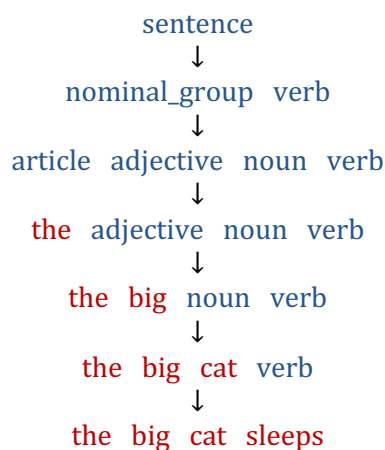 sentence
↓
nominal_group verb
↓
article adjective noun verb
↓
the adjective noun verb
↓
the big noun verb
↓
the big cat verb
↓
the big cat sleeps